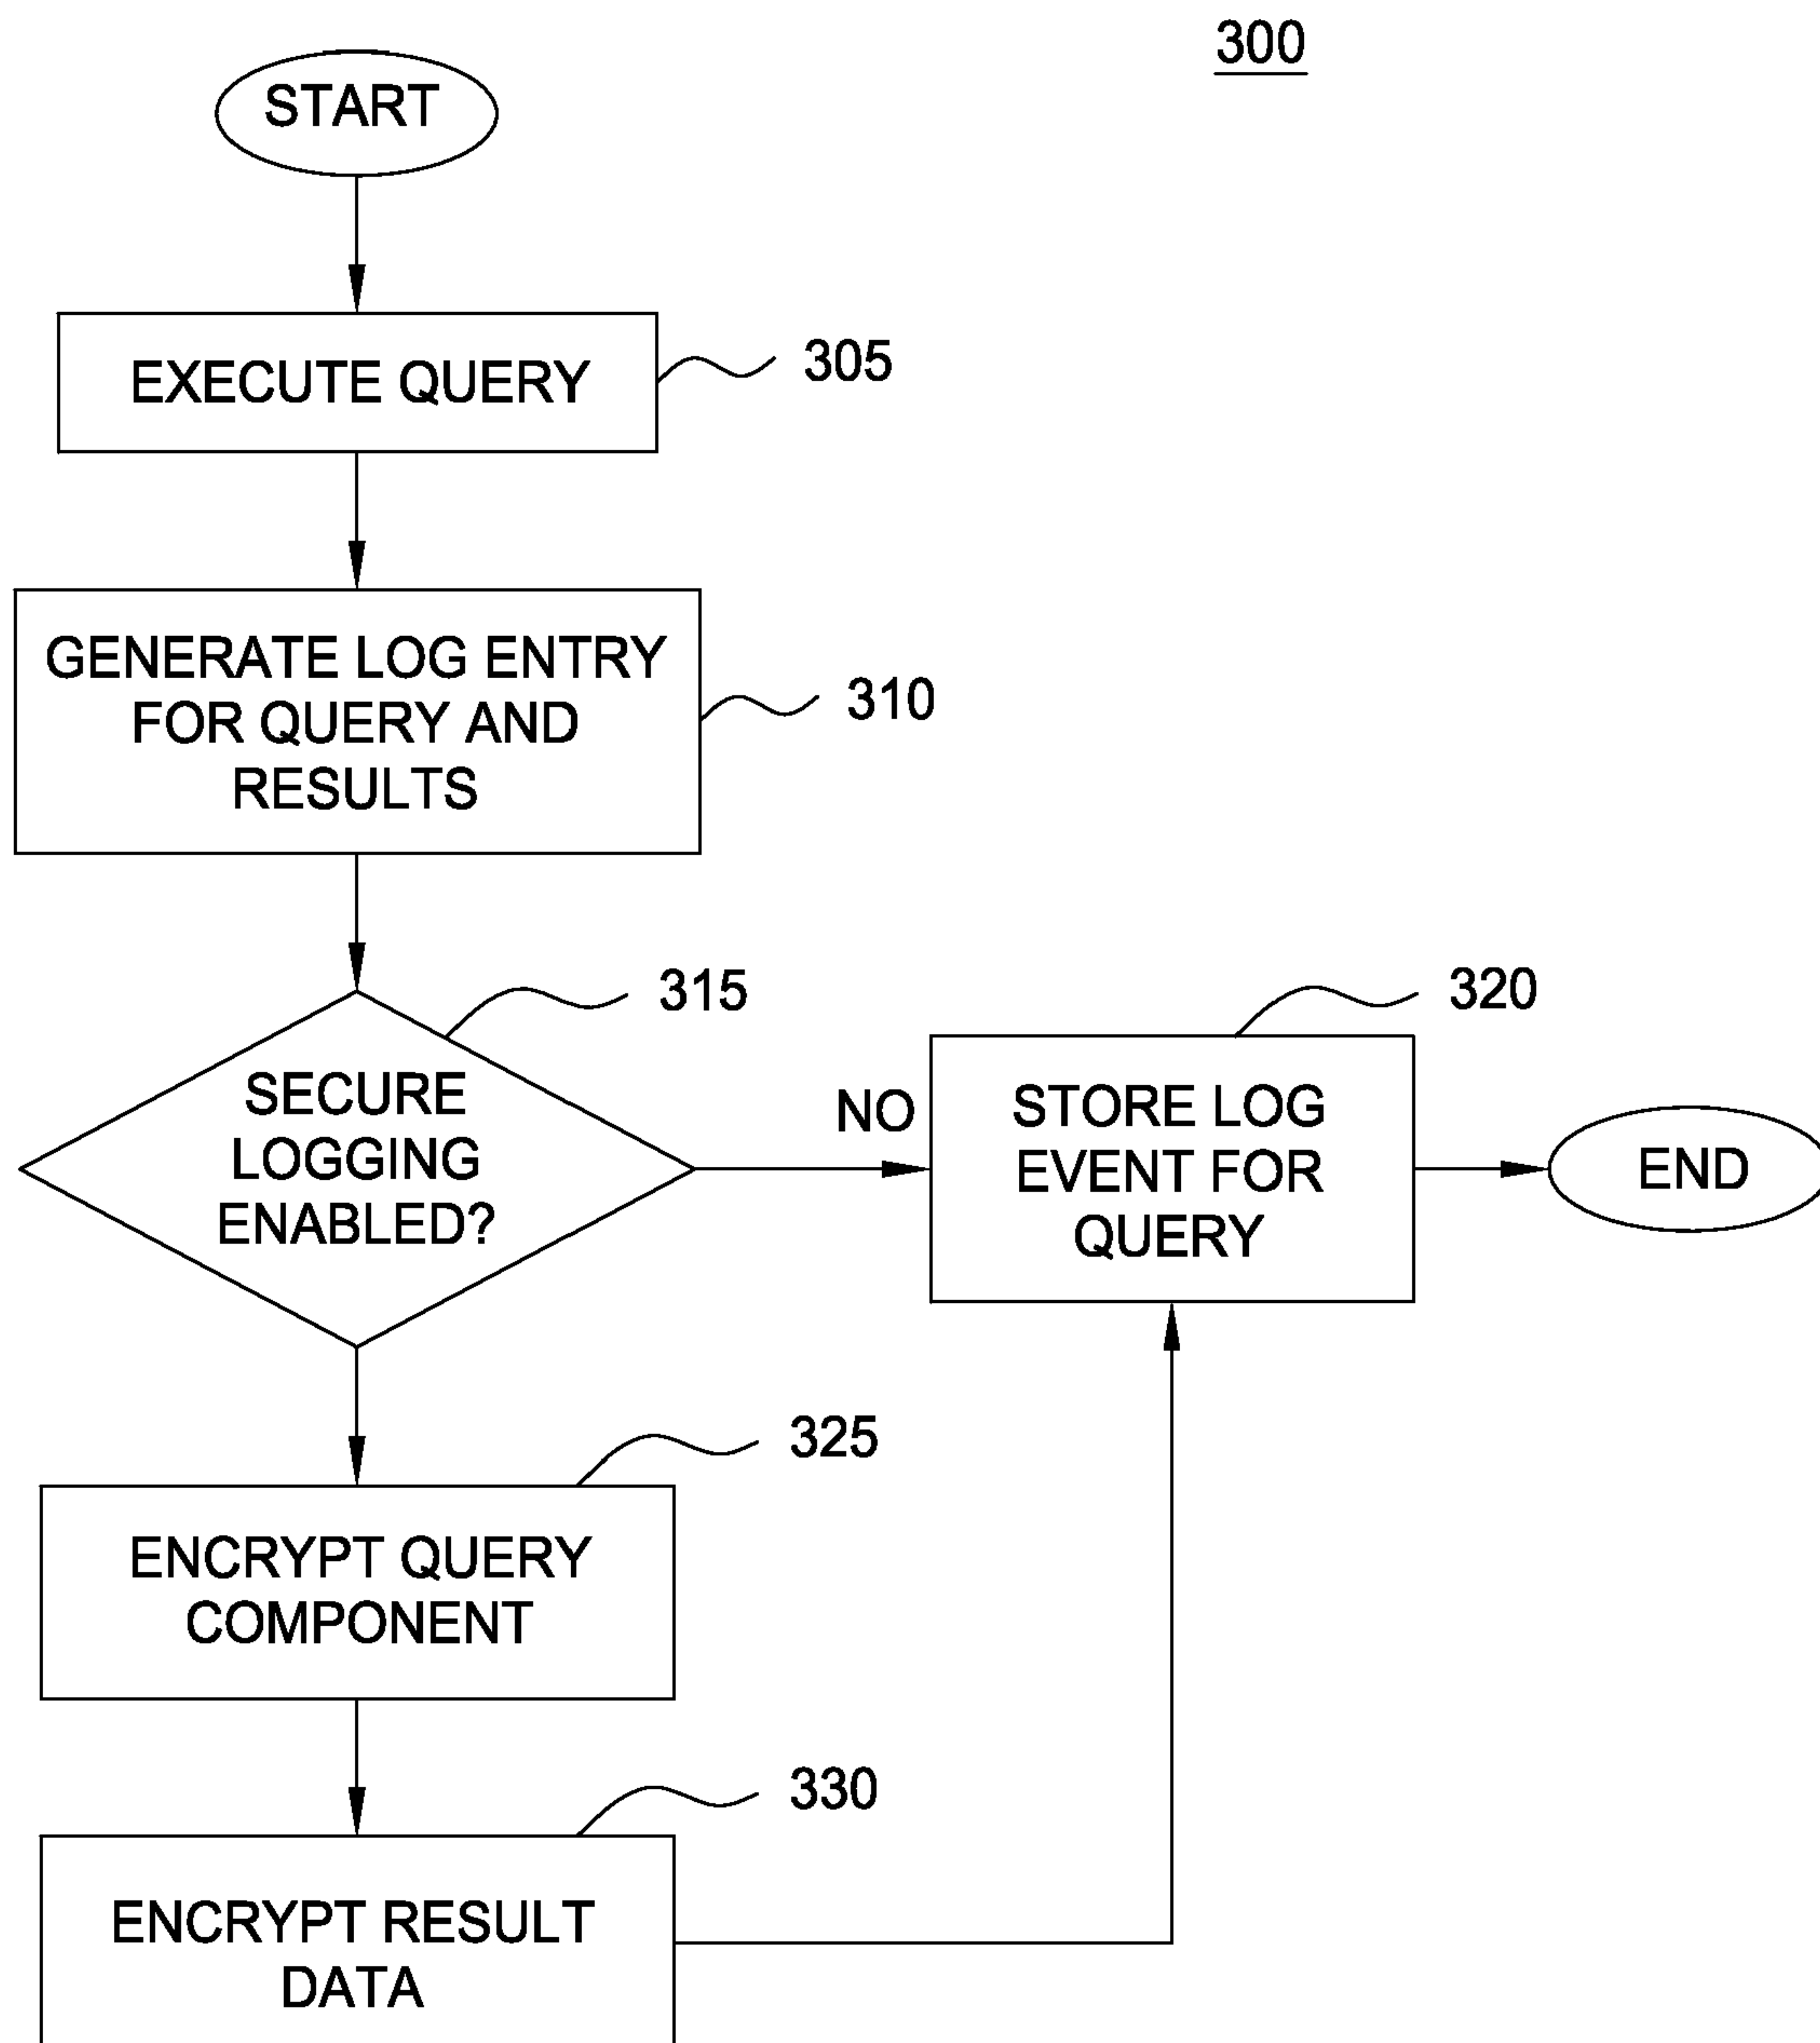 300
START
EXECUTE QUERY
305
GENERATE LOG ENTRY
FOR QUERY AND
RESULTS
310
315
SECURE
LOGGING
ENABLED?
NO
320
STORE LOG
EVENT FOR
QUERY
END
325
ENCRYPT QUERY
COMPONENT
330
ENCRYPT RESULT
DATA